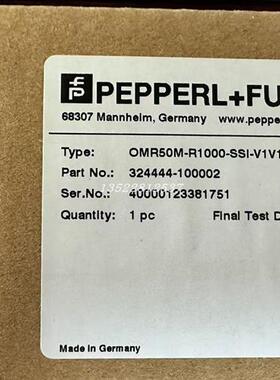 PEPPERL+FU
68307 Mannheim, Germany www.peppe
Type: OMR50M-R1000-SSI-V1V1
Part No.: 324444-100002
Ser.No.: 40000123381751
Quantity: 1 pc Final Test D
Made in Germany